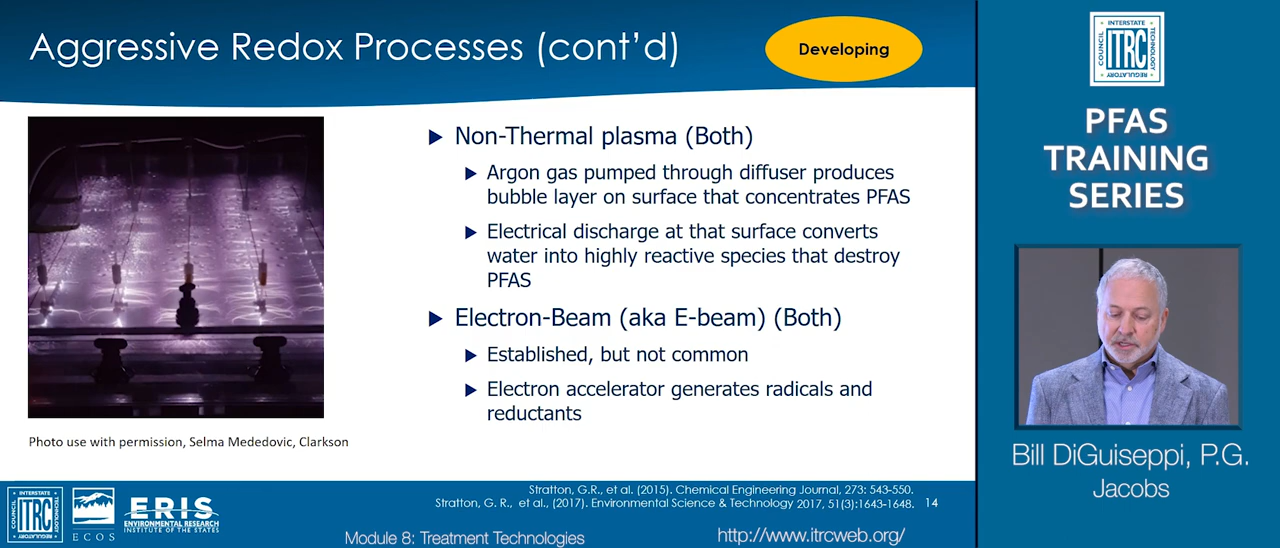 Aggressive Redox Processes (cont’d)
Developing
Non-Thermal plasma (Both)
Argon gas pumped through diffuser produces
bubble layer on surface that concentrates PFAS
Electrical discharge at that surface converts
water into highly reactive species that destroy
PFAS
Electron-Beam (aka E-beam) (Both)
Established, but not common
Electron accelerator generates radicals and
reductants
Photo use with permission, Selma Mededovic, Clarkson
Stratton, G.R., et al. (2015). Chemical Engineering Journal, 273: 543-550.
Stratton, G. R., et al., (2017). Environmental Science & Technology 2017, 51(3):1643-1648.
14
INTERSTATE
COUNCIL
ITRC
TECHNOLOGY
REGULATORY
ECOS
ERIS
ENVIRONMENTAL RESEARCH
INSTITUTE OF THE STATES
Module 8: Treatment Technologies
http://www.itrcweb.org/
INTERSTATE
COUNCIL
ITRC
TECHNOLOGY
REGULATORY
PFAS
TRAINING
SERIES
Bill DiGuiseppi, P.G.
Jacobs